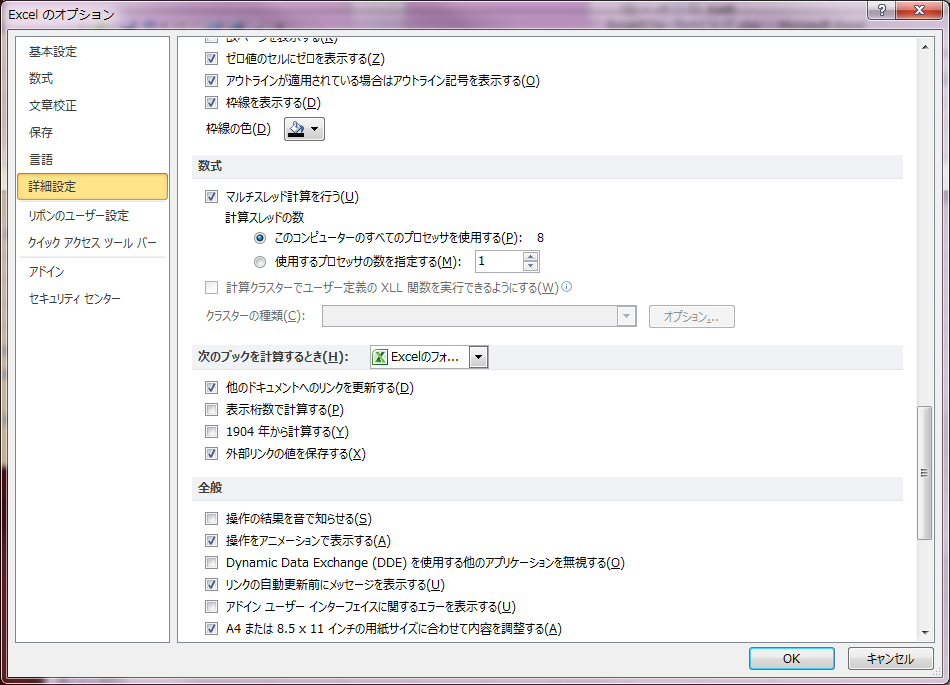 Excel のオプション
基本設定
数式
文章校正
保存
言語
詳細設定
リボンのユーザー設定
クイック アクセス ツール バー
アドイン
セキュリティ センター
ゼロ値のセルにゼロを表示する(Z)
アウトラインが適用されている場合はアウトライン記号を表示する(O)
枠線を表示する(D)
枠線の色(D)
数式
マルチスレッド計算を行う(U)
計算スレッドの数
このコンピューターのすべてのプロセッサを使用する(P): 8
使用するプロセッサの数を指定する(M): 1
計算クラスターでユーザー定義の XLL 関数を実行できるようにする(W)
クラスターの種類(C): オプション...
次のブックを計算するとき(H): Excelのフォ...
他のドキュメントへのリンクを更新する(D)
表示桁数で計算する(P)
1904 年から計算する(Y)
外部リンクの値を保存する(X)
全般
操作の結果を音で知らせる(S)
操作をアニメーションで表示する(A)
Dynamic Data Exchange (DDE) を使用する他のアプリケーションを無視する(O)
リンクの自動更新前にメッセージを表示する(U)
アドイン ユーザー インターフェイスに関するエラーを表示する(U)
A4 または 8.5 x 11 インチの用紙サイズに合わせて内容を調整する(A)
OK キャンセル